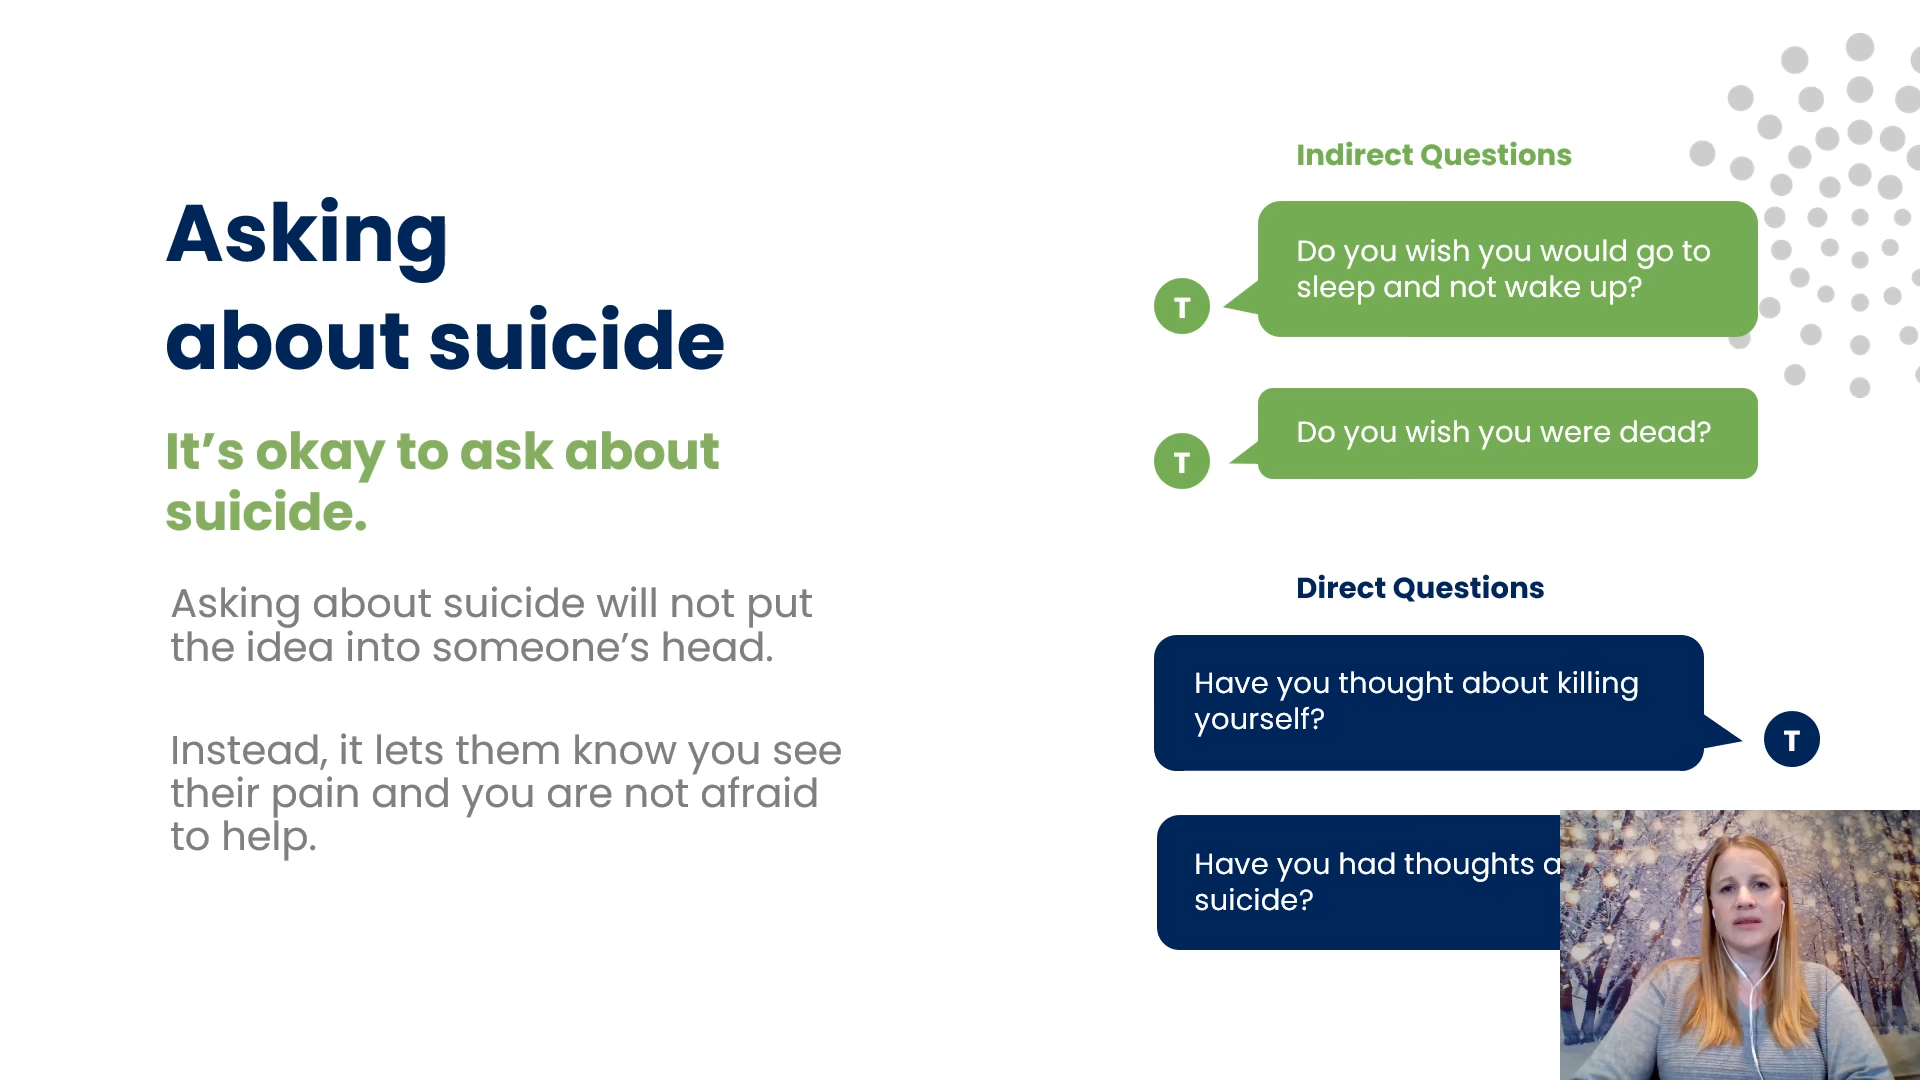 Asking
about suicide
It’s okay to ask about
suicide.
Asking about suicide will not put
the idea into someone’s head.
Instead, it lets them know you see
their pain and you are not afraid
to help.
Indirect Questions
Do you wish you would go to
sleep and not wake up?
T
Do you wish you were dead?
T
Direct Questions
Have you thought about killing
yourself?
T
Have you had thoughts
suicide?